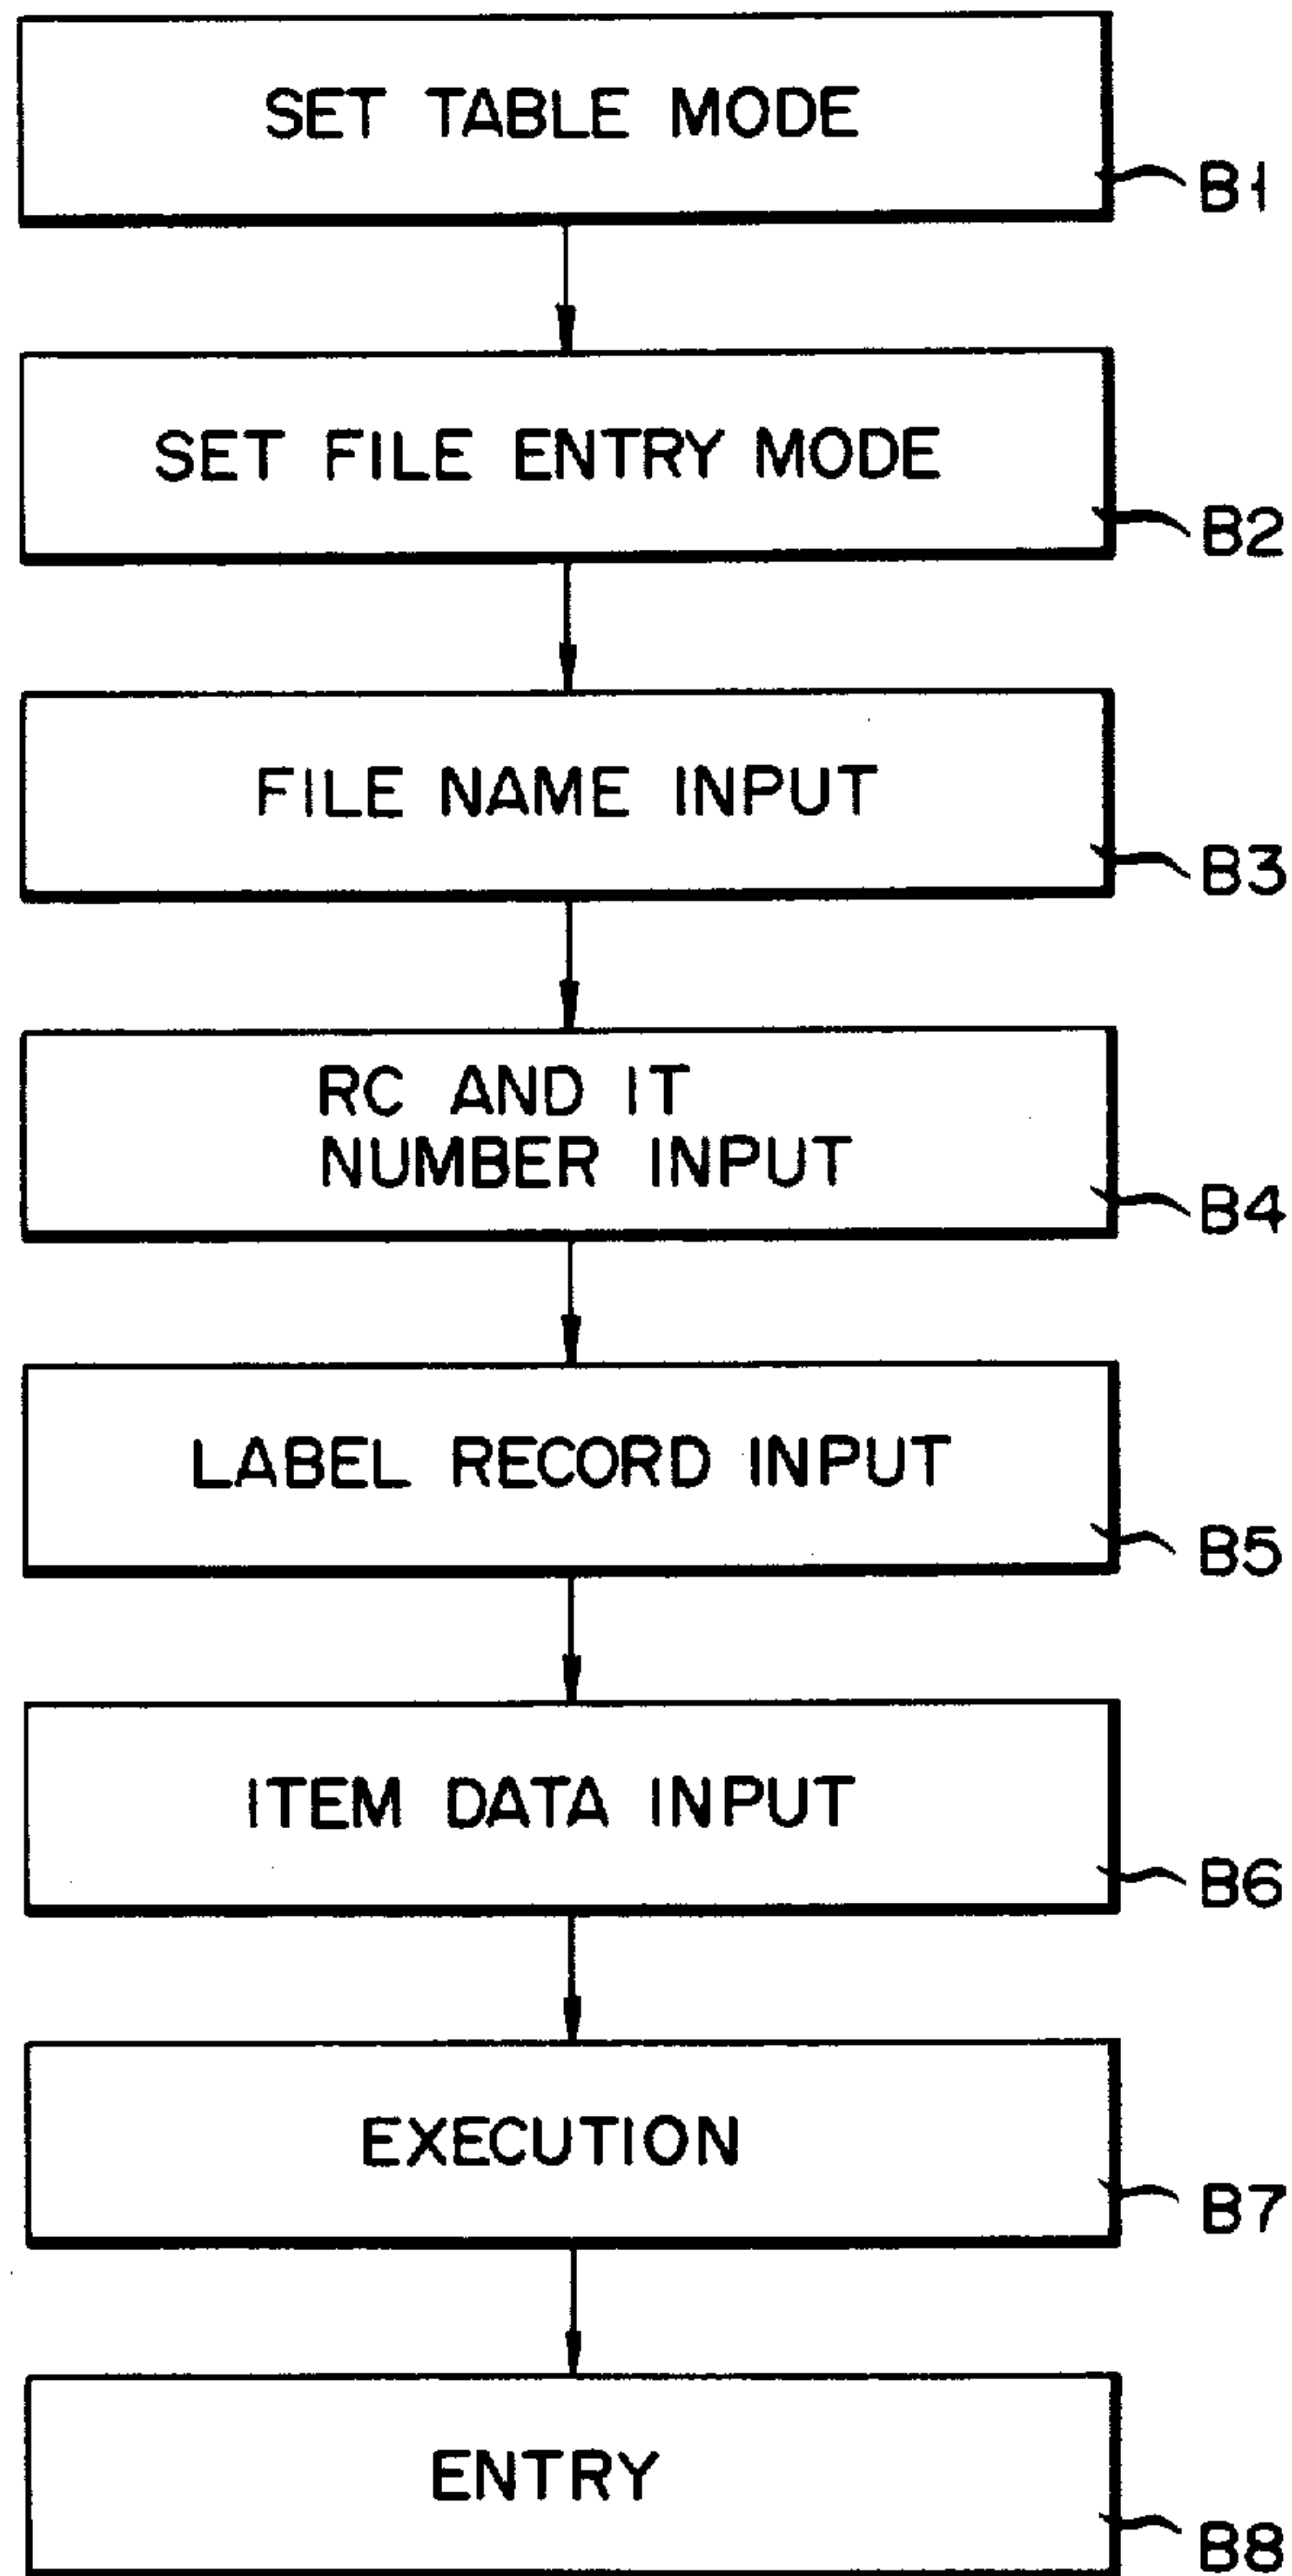 SET TABLE MODE
B1
SET FILE ENTRY MODE
B2
FILE NAME INPUT
B3
RC AND IT
NUMBER INPUT
B4
LABEL RECORD INPUT
B5
ITEM DATA INPUT
B6
EXECUTION
B7
ENTRY
B8